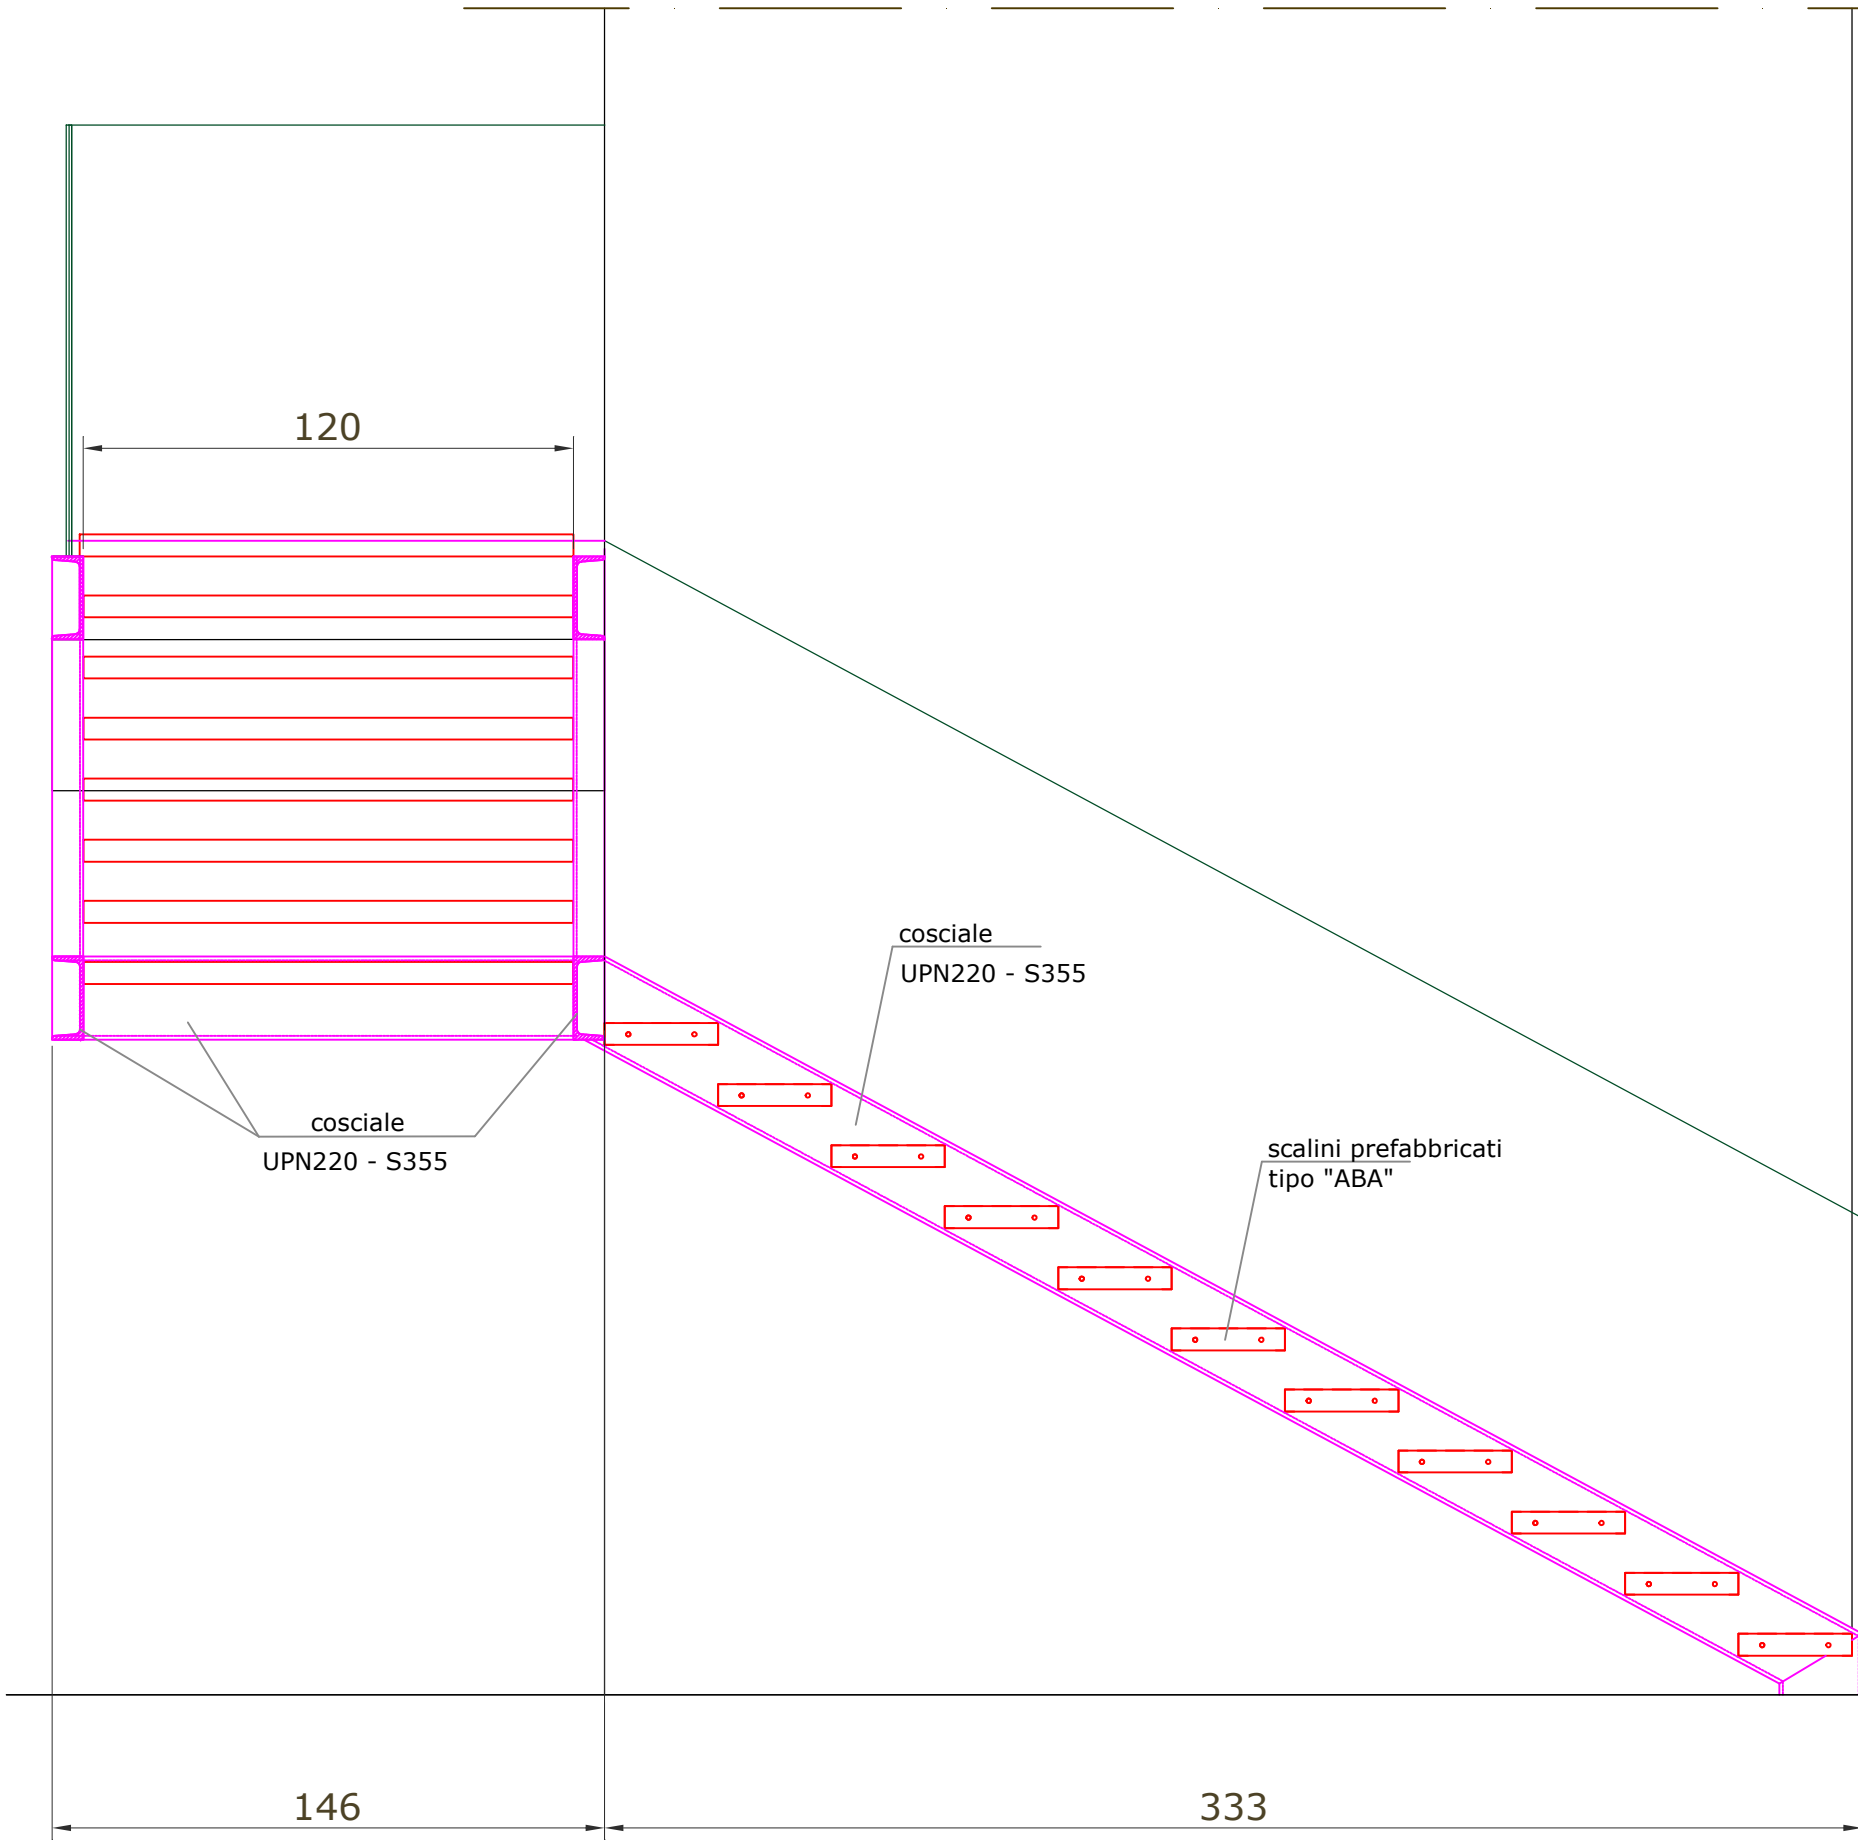 120
cosciale
UPN220 - S355
cosciale
UPN220 - S355
scalini prefabbricati
tipo "ABA"
146
333